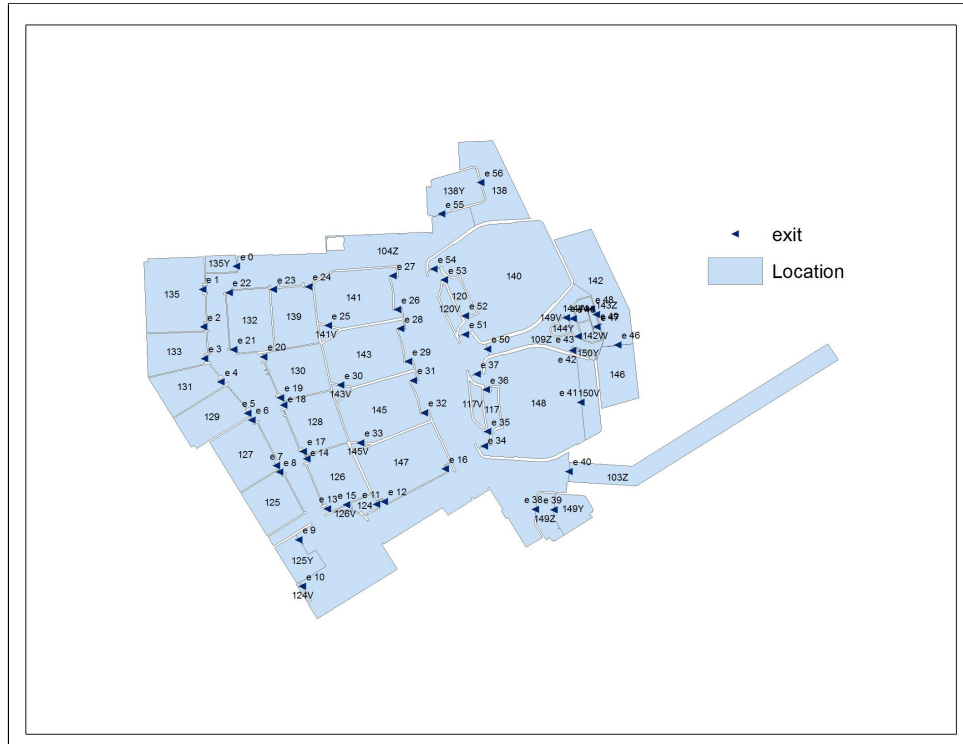 e 56
138Y
138
e 55
104Z
e 54
e 27
e 53
140
135Y
e 0
e 1
e 22
e 23
e 24
135
132
139
141
e 26
120
120V
e 52
e 51
142
e 48
143Z
149V
144Y
142W
e 47
109Z
e 43
150Y
e 46
e 2
e 25
141V
e 28
133
e 3
e 21
e 20
130
143
e 29
e 50
e 42
146
131
e 4
e 19
e 18
e 30
143V
e 31
e 37
e 36
117V
117
148
e 41
150V
129
e 5
e 6
128
145
e 32
e 35
e 34
127
e 7
e 8
e 17
e 14
e 33
145V
147
e 16
e 40
103Z
125
126
e 13
e 15
e 11
e 12
124
126V
e 38
e 39
149Z
149Y
e 9
125Y
e 10
124V
exit
Location